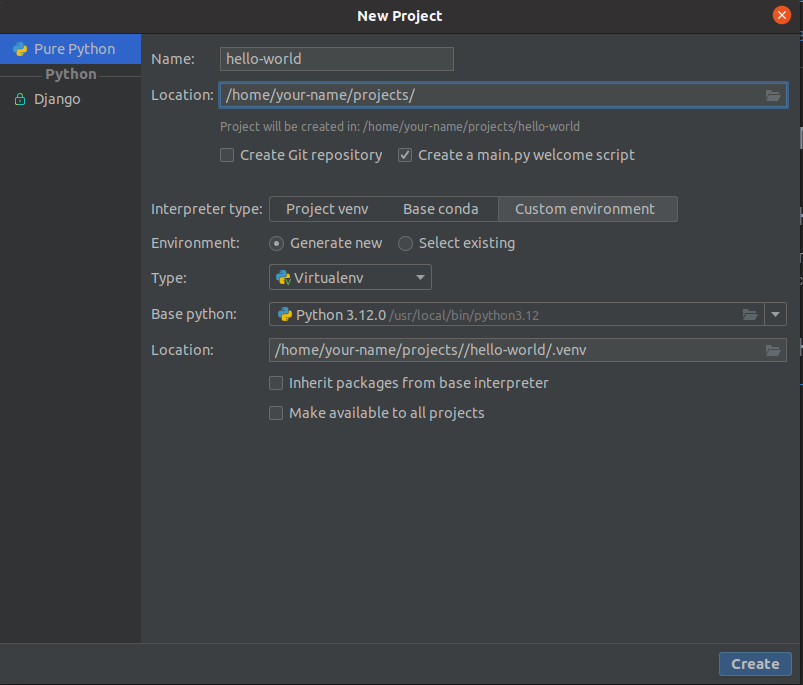 New Project
Pure Python
Python
Django
Name: hello-world
Location: /home/your-name/projects/
Project will be created in: /home/your-name/projects/hello-world
Create Git repository Create a main.py welcome script
Interpreter type: Project venv Base conda Custom environment
Environment: Generate new Select existing
Type: Virtualenv
Base python: Python 3.12.0 /usr/local/bin/python3.12
Location: /home/your-name/projects//hello-world/.venv
Inherit packages from base interpreter
Make available to all projects
Create